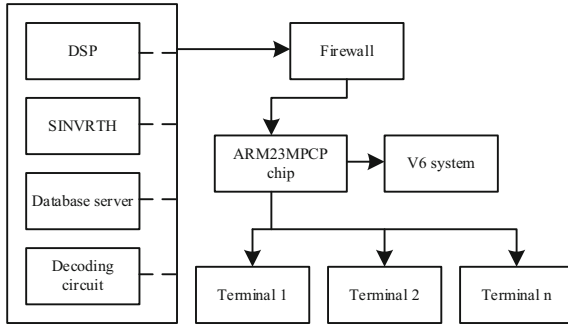 DSP
Firewall
SINVRTH
ARM23MPCP
chip
V6 system
Database server
Decoding
circuit
Terminal 1
Terminal 2
Terminal n